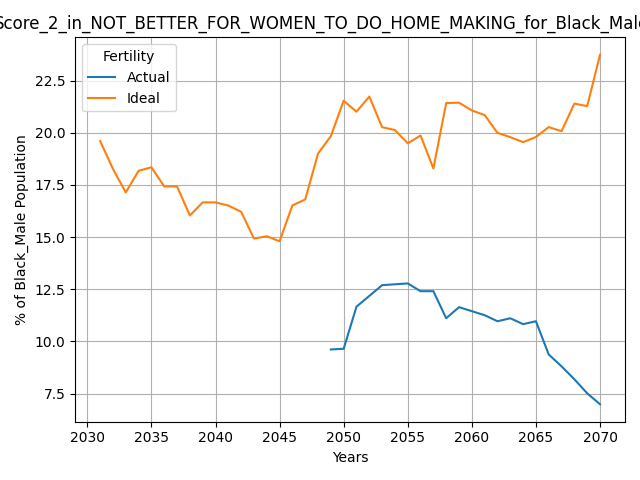 Score_2_in_NOT_BETTER_FOR_WOMEN_TO_DO_HOME_MAKING_for_Black_Male
Fertility
Actual
Ideal
% of Black_Male Population
22.5
20.0
17.5
15.0
12.5
10.0
7.5
2030 2035 2040 2045 2050 2055 2060 2065 2070
Years